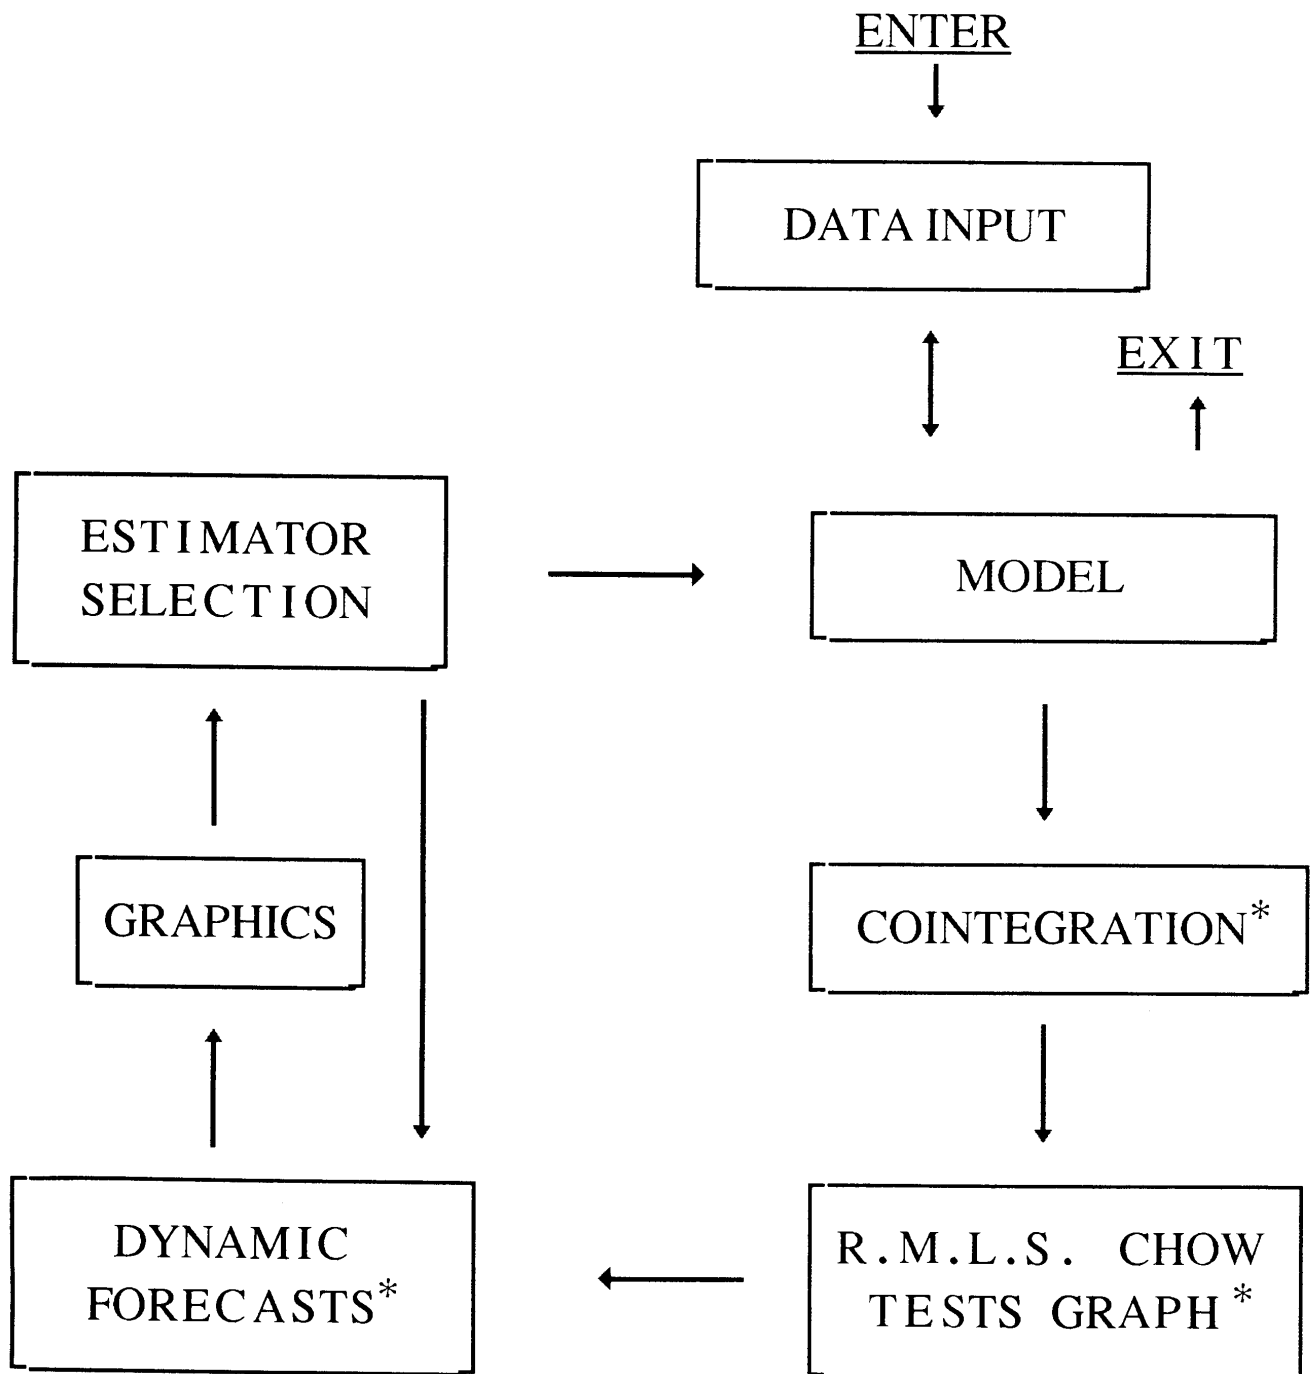 ENTER
DATA INPUT
EXIT
ESTIMATOR
SELECTION
MODEL
GRAPHICS
COINTEGRATION*
DYNAMIC
FORECASTS*
R.M.L.S. CHOW
TESTS GRAPH*